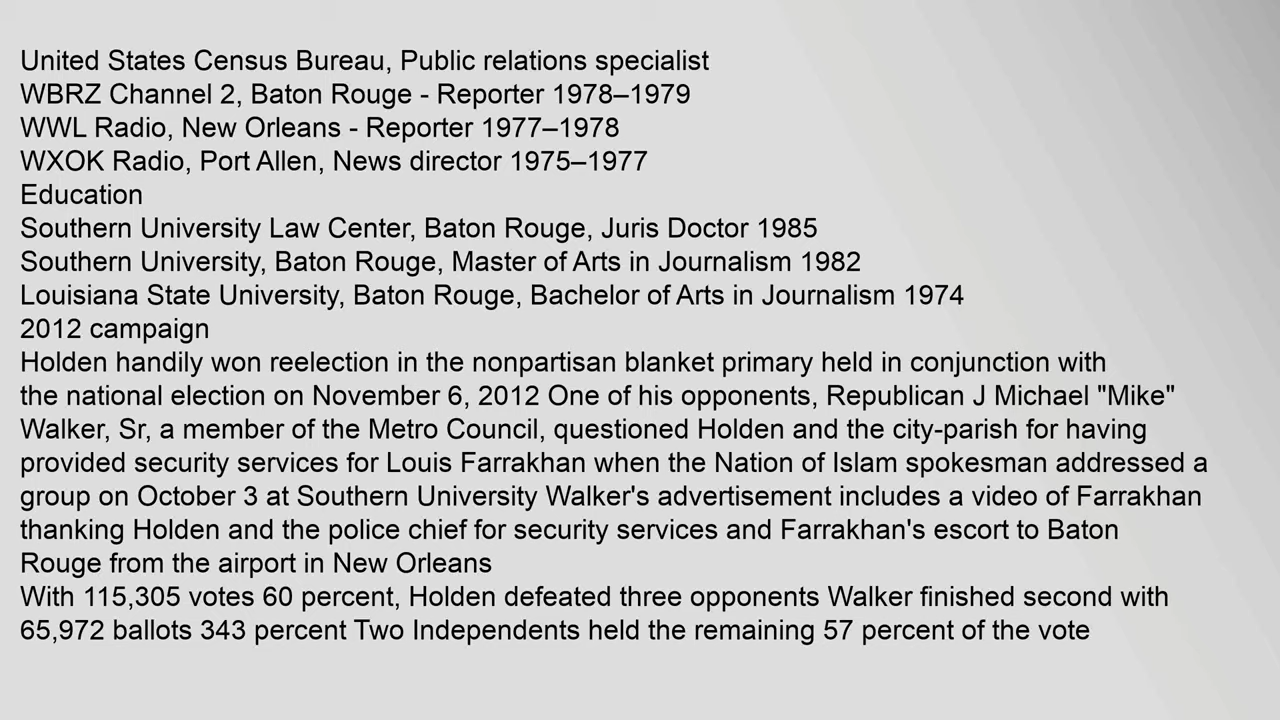 United States Census Bureau, Public relations specialist
WBRZ Channel 2, Baton Rouge - Reporter 1978–1979
WWL Radio, New Orleans - Reporter 1977–1978
WXOK Radio, Port Allen, News director 1975–1977
Education
Southern University Law Center, Baton Rouge, Juris Doctor 1985
Southern University, Baton Rouge, Master of Arts in Journalism 1982
Louisiana State University, Baton Rouge, Bachelor of Arts in Journalism 1974
2012 campaign
Holden handily won reelection in the nonpartisan blanket primary held in conjunction with
the national election on November 6, 2012 One of his opponents, Republican J Michael "Mike"
Walker, Sr, a member of the Metro Council, questioned Holden and the city-parish for having
provided security services for Louis Farrakhan when the Nation of Islam spokesman addressed a
group on October 3 at Southern University Walker's advertisement includes a video of Farrakhan
thanking Holden and the police chief for security services and Farrakhan's escort to Baton
Rouge from the airport in New Orleans
With 115,305 votes 60 percent, Holden defeated three opponents Walker finished second with
65,972 ballots 343 percent Two Independents held the remaining 57 percent of the vote